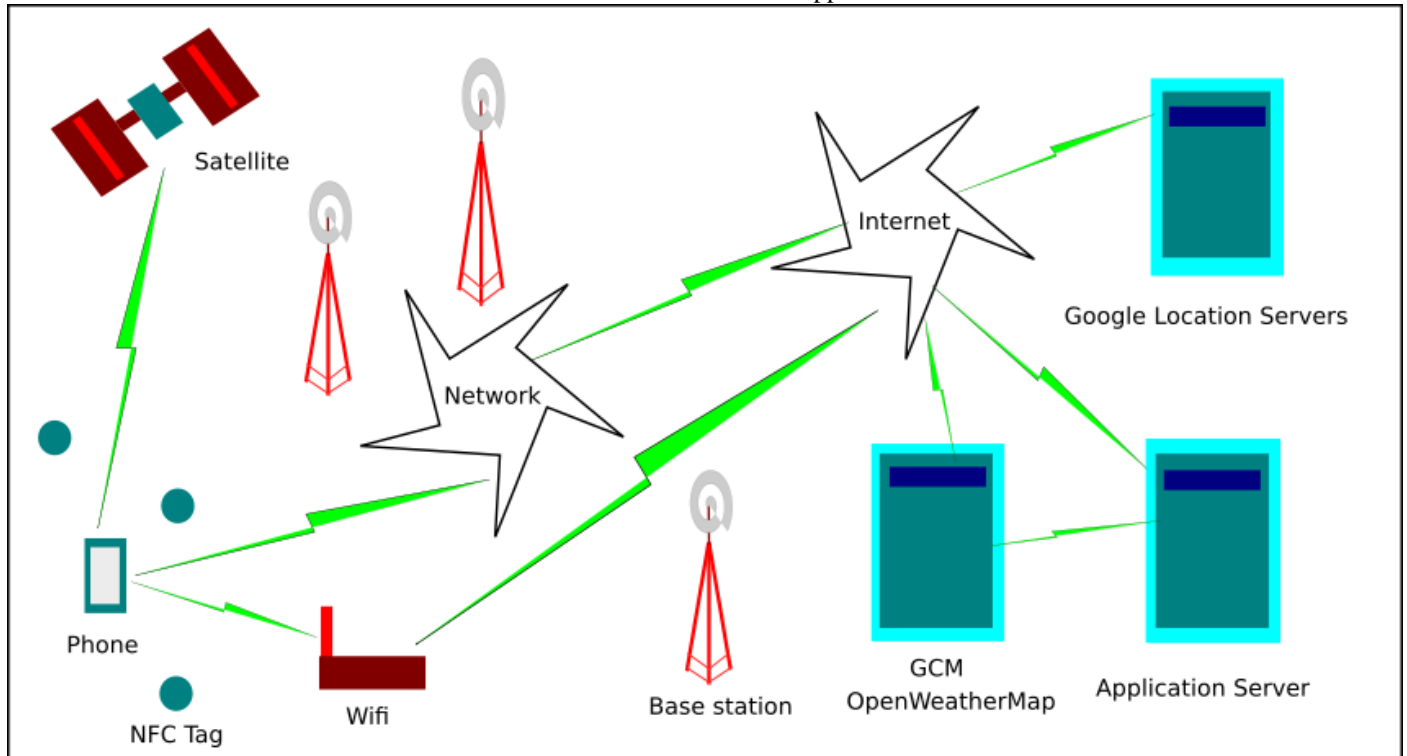 Satellite
Internet
Google Location Servers
Network
Phone
GCM
OpenWeatherMap
Application Server
Base station
Wifi
NFC Tag